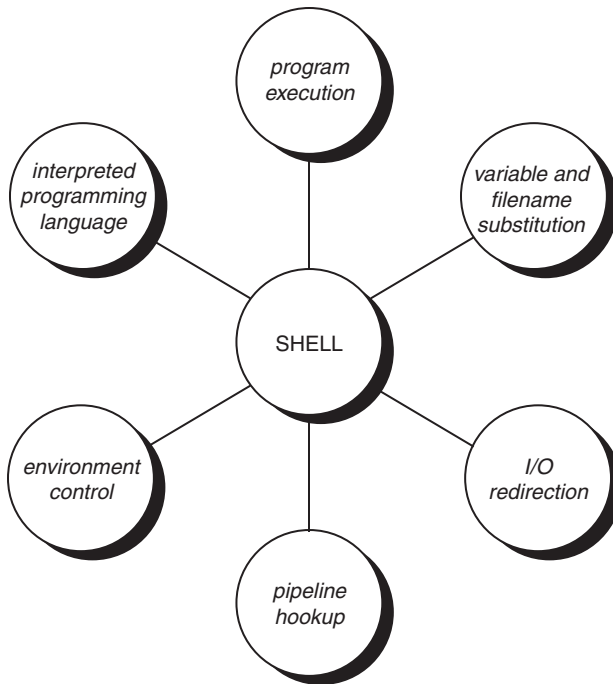 program
execution
interpreted
programming
language
variable and
filename
substitution
SHELL
environment
control
I/O
redirection
pipeline
hookup